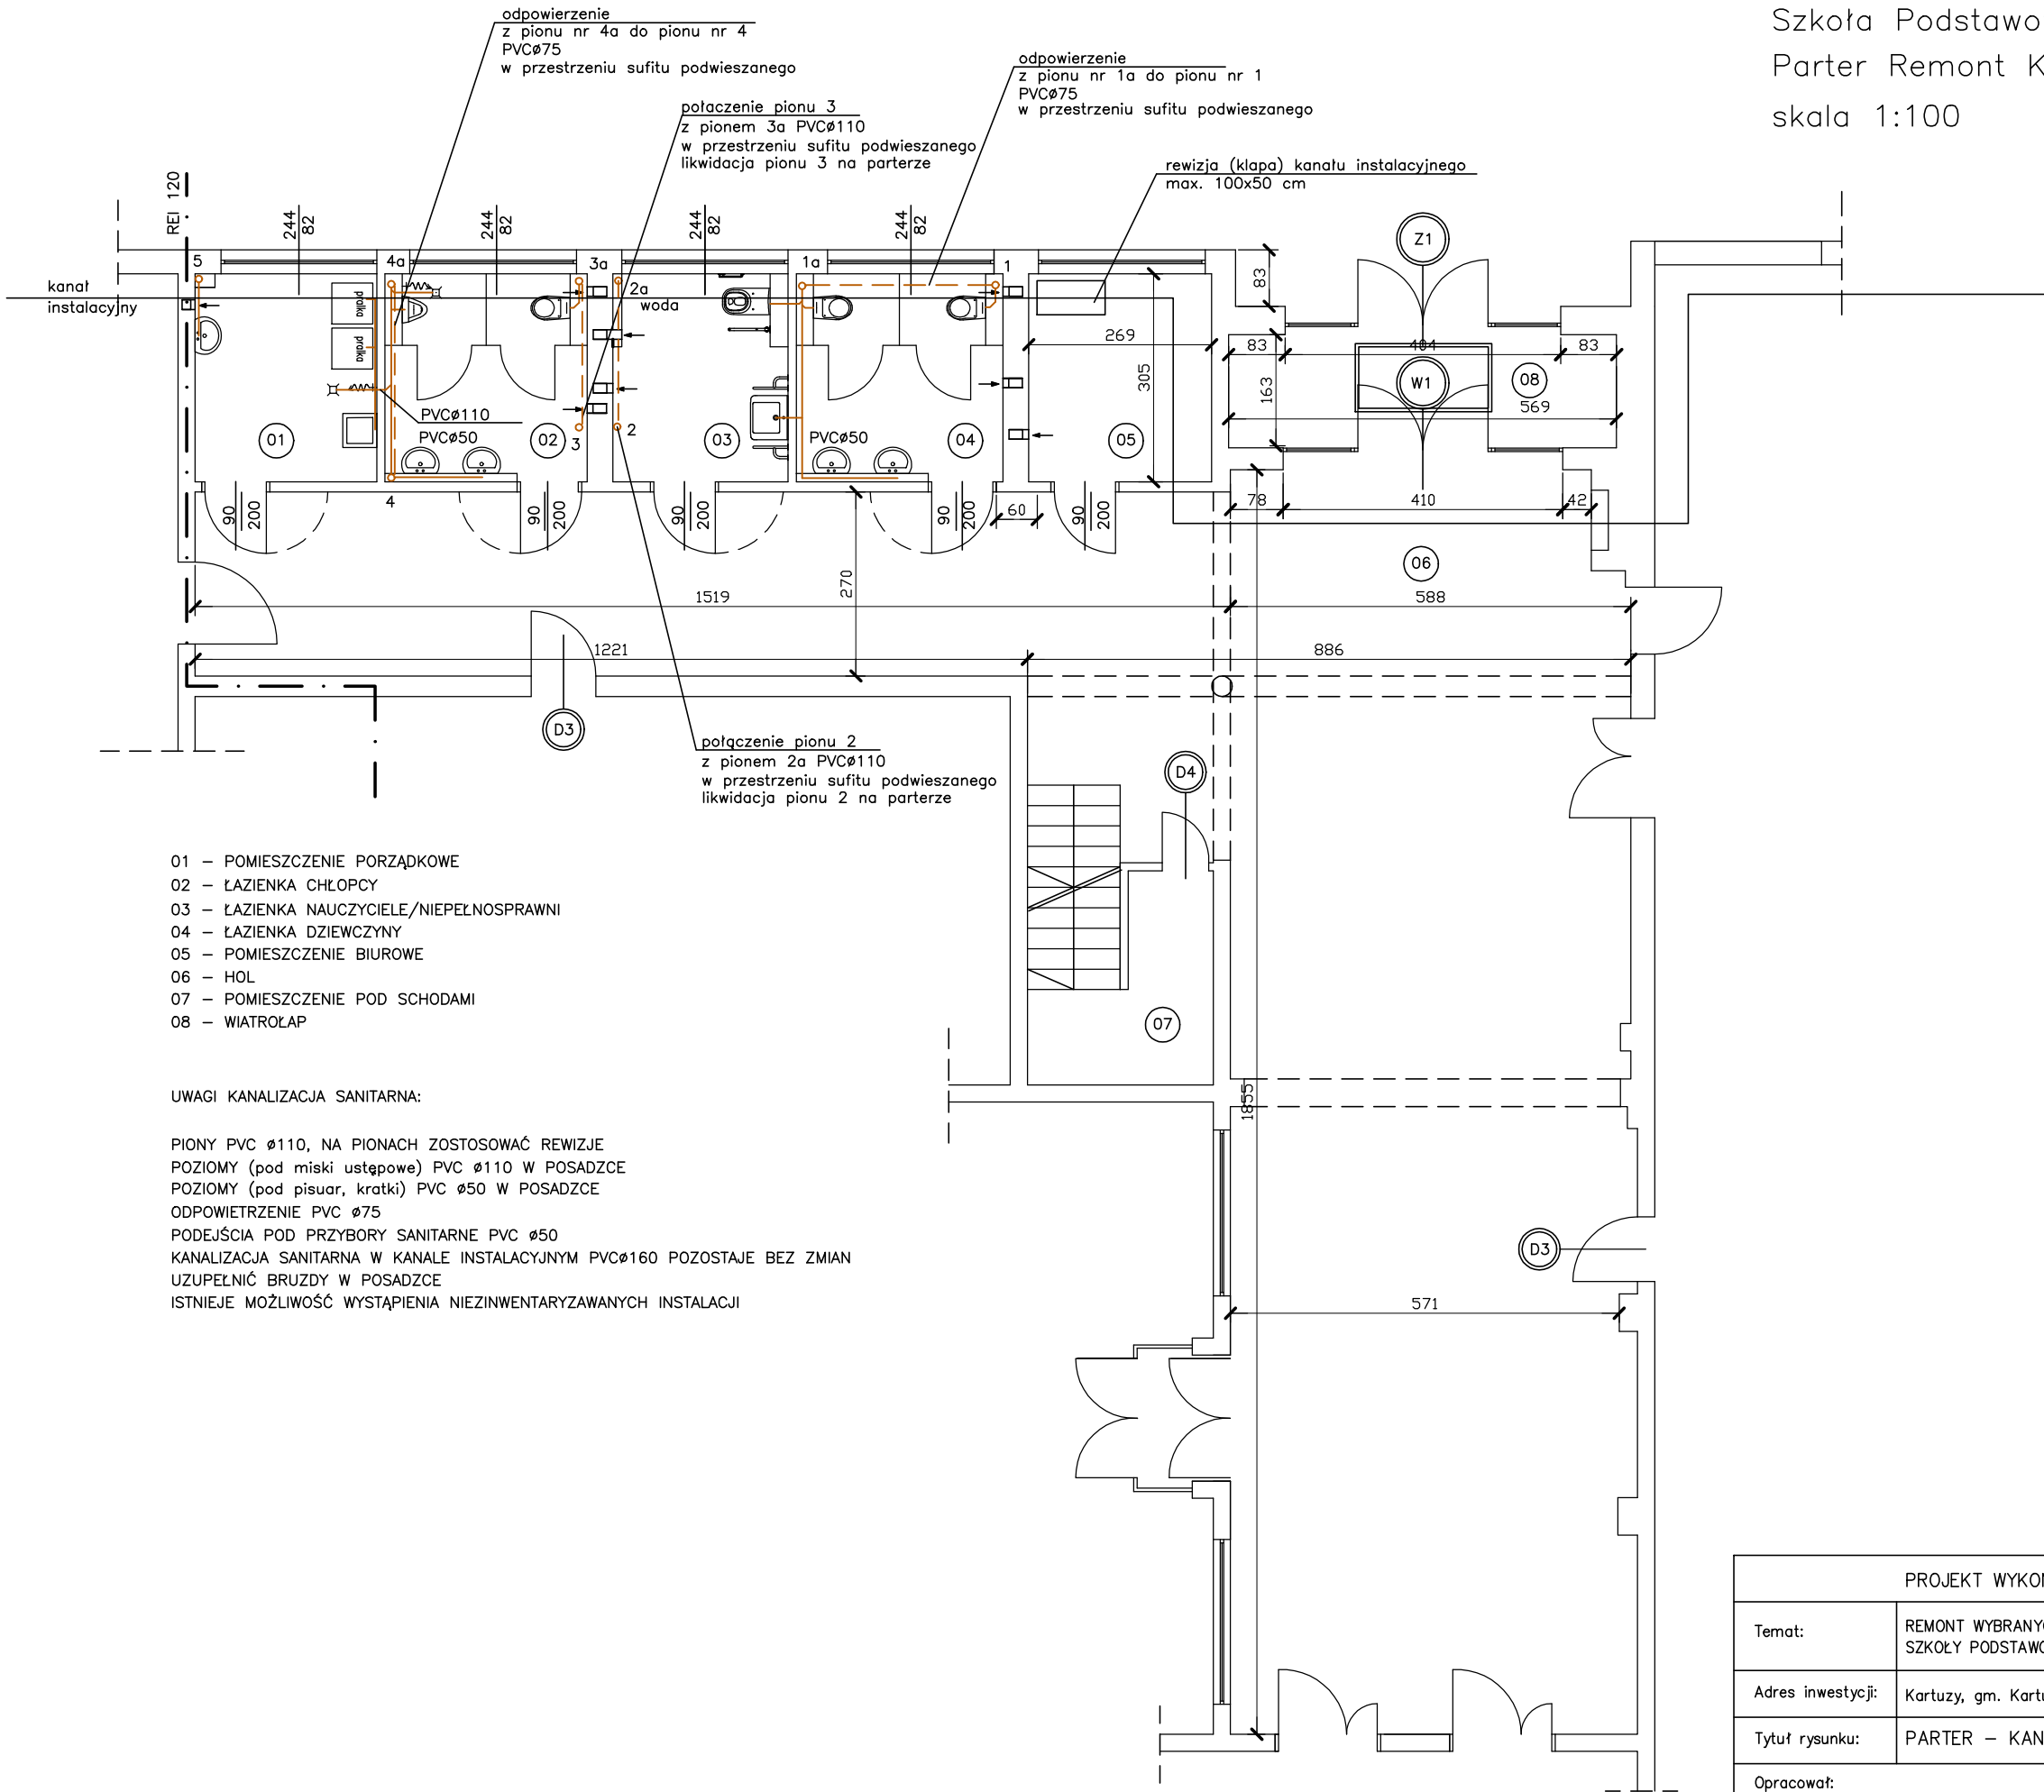 odpowierzenie
z pionu nr 4a do pionu nr 4
PVCø75
w przestrzeniu sufitu podwieszanego
odpowierzenie
z pionu nr 1a do pionu nr 1
PVCø75
w przestrzeniu sufitu podwieszanego
Szkoła Podstawo
Parter Remont K
skala 1:100
połaczenie pionu 3
z pionem 3a PVCø110
w przestrzeniu sufitu podwieszanego
likwidacja pionu 3 na parterze
rewizja (klapa) kanału instalacyjnego
max. 100x50 cm
REI 120
244
82
244
82
244
82
244
82
Z1
83
5
4a
3a
2a
woda
1a
1
kanał
instalacyjny
pralka
pralka
269
305
83
484
83
163
W1
08
569
PVCø110
PVCø50
PVCø50
01
02
3
2
03
04
05
4
90
200
90
200
90
200
90
200
60
90
200
78
410
42
06
270
1519
588
1221
886
D3
połączenie pionu 2
z pionem 2a PVCø110
w przestrzeniu sufitu podwieszanego
likwidacja pionu 2 na parterze
D4
01 – POMIESZCZENIE PORZĄDKOWE
02 – ŁAZIENKA CHŁOPCY
03 – ŁAZIENKA NAUCZYCIELE/NIEPEŁNOSPRAWNI
04 – ŁAZIENKA DZIEWCZYNY
05 – POMIESZCZENIE BIUROWE
06 – HOL
07 – POMIESZCZENIE POD SCHODAMI
08 – WIATROŁAP
07
1855
UWAGI KANALIZACJA SANITARNA:
PIONY PVC ø110, NA PIONACH ZOSTOSOWAĆ REWIZJE
POZIOMY (pod miski ustępowe) PVC ø110 W POSADZCE
POZIOMY (pod pisuar, kratki) PVC ø50 W POSADZCE
ODPOWIETRZENIE PVC ø75
PODEJŚCIA POD PRZYBORY SANITARNE PVC ø50
KANALIZACJA SANITARNA W KANALE INSTALACYJNYM PVCø160 POZOSTAJE BEZ ZMIAN
UZUPEŁNIĆ BRUZDY W POSADZCE
ISTNIEJE MOŻLIWOŚĆ WYSTĄPIENIA NIEZINWENTARYZAWANYCH INSTALACJI
D3
571
PROJEKT WYKO
Temat:
REMONT WYBRANY
SZKOŁY PODSTAWO
Adres inwestycji:
Kartuzy, gm. Kart
Tytuł rysunku:
PARTER – KAN
Opracował: